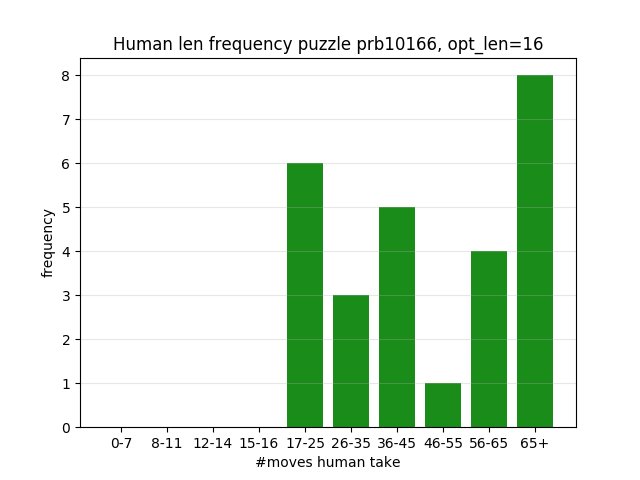 Human len frequency puzzle prb10166, opt_len=16
8
7
6
5
4
3
2
1
0
frequency
0-7 8-11 12-14 15-16 17-25 26-35 36-45 46-55 56-65 65+
#moves human take